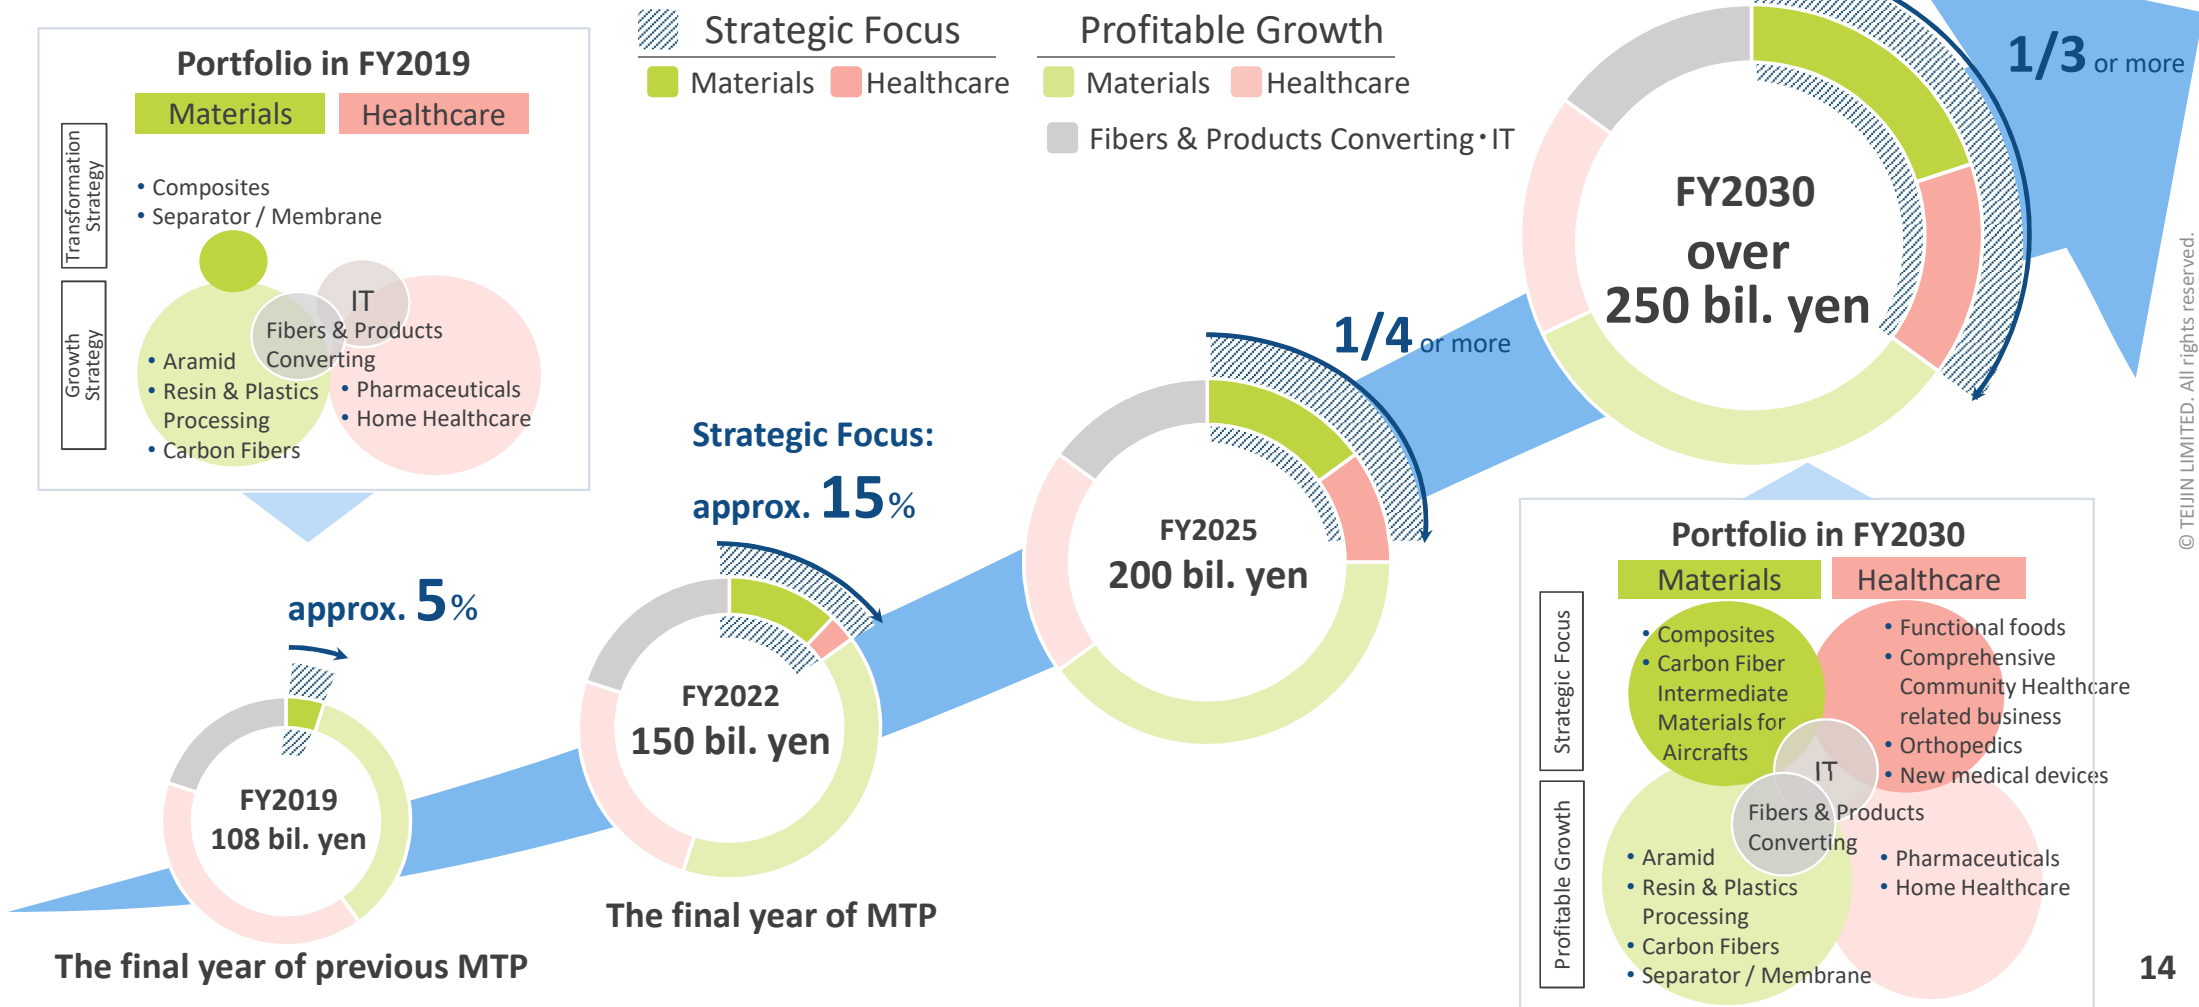 Strategic Focus
Materials
Healthcare
Profitable Growth
Materials
Healthcare
Fibers & Products Converting・IT
Portfolio in FY2019
Materials
Healthcare
Transformation
Strategy
• Composites
• Separator / Membrane
Growth
Strategy
IT
Fibers & Products
Converting
• Aramid
• Resin & Plastics
Processing
• Carbon Fibers
• Pharmaceuticals
• Home Healthcare
approx. 5%
FY2019
108 bil. yen
The final year of previous MTP
Strategic Focus:
approx. 15%
FY2022
150 bil. yen
The final year of MTP
1/4 or more
FY2025
200 bil. yen
1/3 or more
FY2030
over
250 bil. yen
Portfolio in FY2030
Materials
Healthcare
Strategic Focus
• Composites
• Carbon Fiber
Intermediate
Materials for
Aircrafts
• Functional foods
• Comprehensive
Community Healthcare
related business
• Orthopedics
• New medical devices
IT
Fibers & Products
Converting
Profitable Growth
• Aramid
• Resin & Plastics
Processing
• Carbon Fibers
• Separator / Membrane
• Pharmaceuticals
• Home Healthcare
© TEIJIN LIMITED. All rights reserved.
14